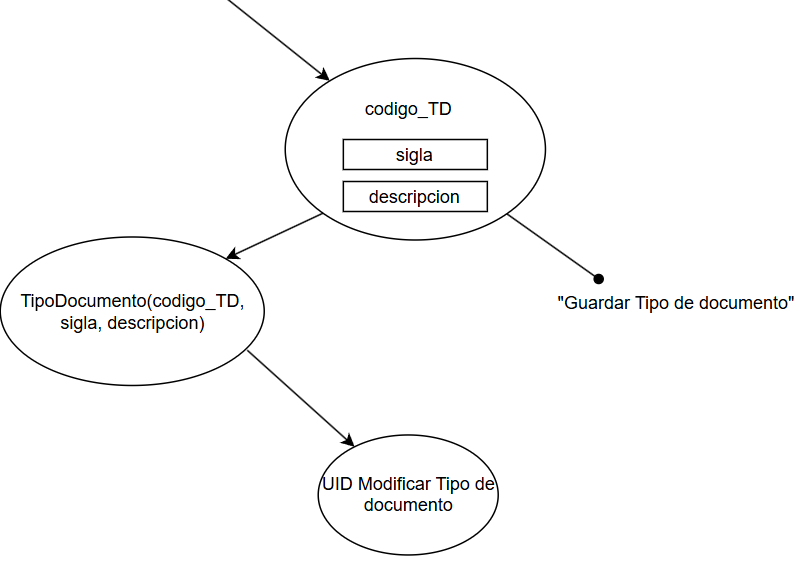 codigo_TD
sigla
descripcion
"Guardar Tipo de documento"
TipoDocumento(codigo_TD,
sigla, descripcion)
UID Modificar Tipo de
documento